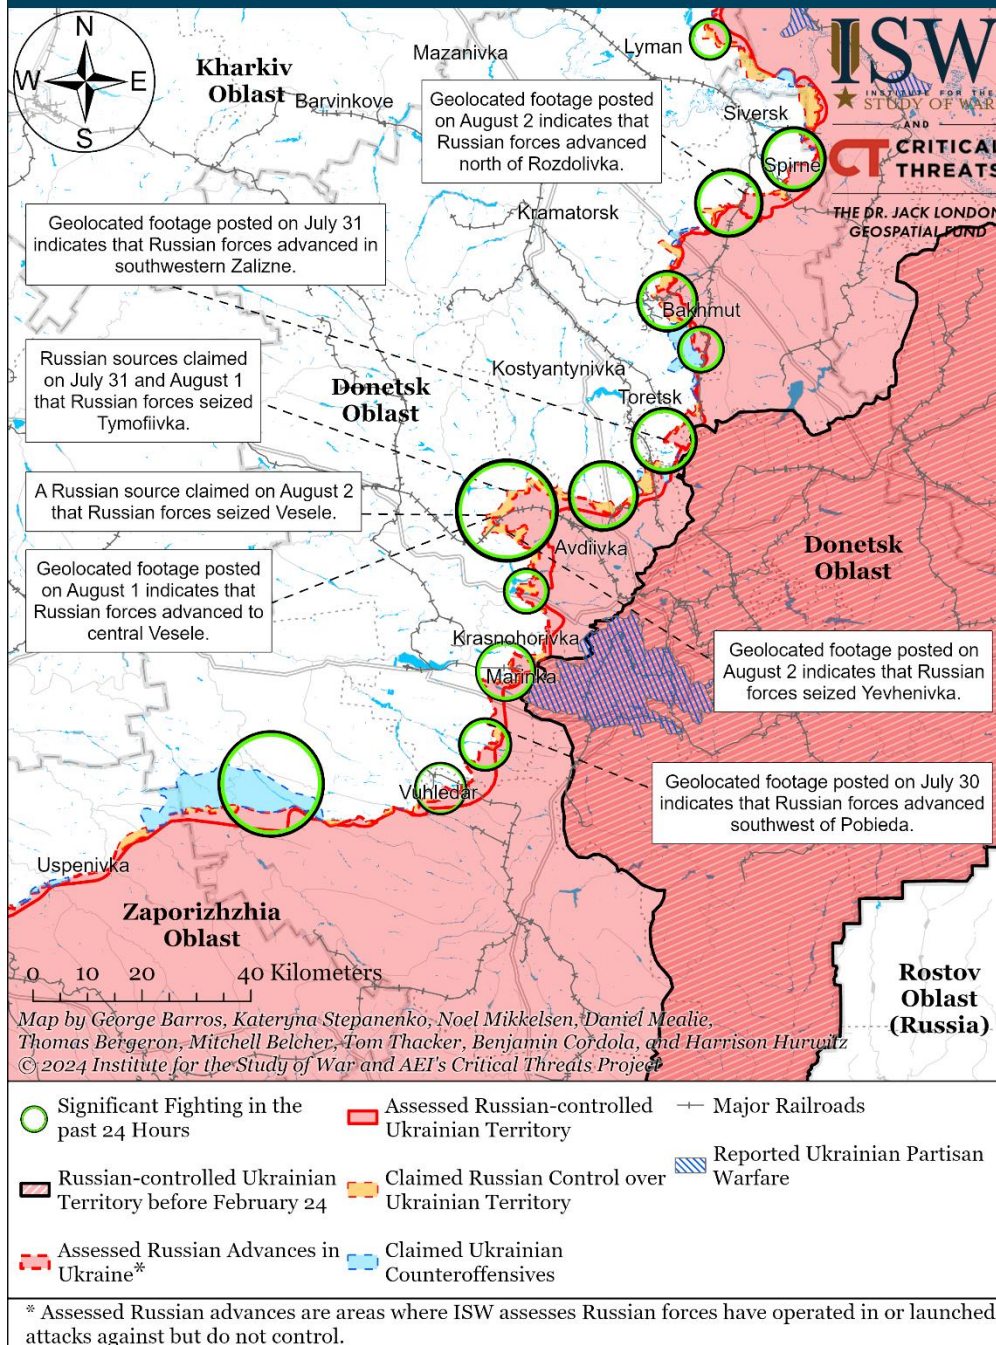 N
W
E
S
Kharkiv
Oblast
Mazanivka
Lyman
Barvinkove
ISW
INSTITUTE FOR THE
STUDY OF WAR
AND
CT CRITICAL
THREATS
THE DR. JACK LONDON
GEOSPATIAL FUND
Geolocated footage posted
on August 2 indicates that
Russian forces advanced
north of Rozdolivka.
Siversk
Spirne
Kramatorsk
Geolocated footage posted on July 31
indicates that Russian forces advanced in
southwestern Zalizne.
Bakhmut
Russian sources claimed
on July 31 and August 1
that Russian forces seized
Tymofiivka.
Donetsk
Oblast
Kostyantynivka
Toretsk
A Russian source claimed on August 2
that Russian forces seized Vesele.
Avdiivka
Donetsk
Oblast
Geolocated footage posted
on August 1 indicates that
Russian forces advanced to
central Vesele.
Krasnohorivka
Marinka
Geolocated footage posted on
August 2 indicates that Russian
forces seized Yevhenivka.
Vuhledar
Geolocated footage posted on July 30
indicates that Russian forces advanced
southwest of Pobieda.
Uspenivka
Zaporizhzhia
Oblast
Rostov
Oblast
(Russia)
0 10 20 40 Kilometers
Map by George Barros, Kateryna Stepanenko, Noel Mikkelsen, Daniel Mealie,
Thomas Bergeron, Mitchell Belcher, Tom Thacker, Benjamin Cordola, and Harrison Hurwitz
© 2024 Institute for the Study of War and AEI's Critical Threats Project
Significant Fighting in the
past 24 Hours
Assessed Russian-controlled
Ukrainian Territory
Major Railroads
Russian-controlled Ukrainian
Territory before February 24
Claimed Russian Control over
Ukrainian Territory
Reported Ukrainian Partisan
Warfare
Assessed Russian Advances in
Ukraine*
Claimed Ukrainian
Counteroffensives
* Assessed Russian advances are areas where ISW assesses Russian forces have operated in or launched
attacks against but do not control.